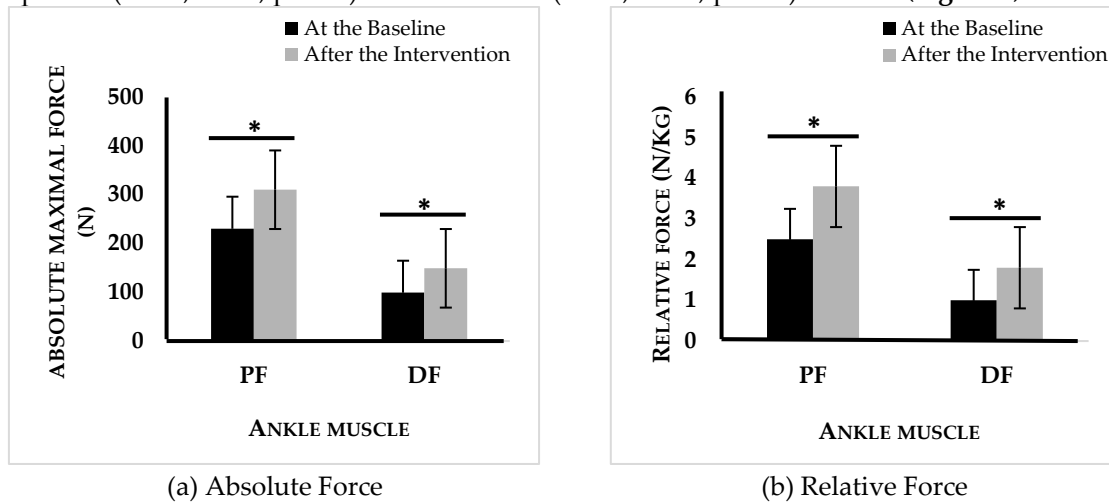 At the Baseline
After the Intervention
ABSOLUTE MAXIMAL FORCE
(N)
500
400
300
200
100
0
*
*
PF
DF
ANKLE MUSCLE
(a) Absolute Force
At the Baseline
After the Intervention
RELATIVE FORCE (N/KG)
6
5
4
3
2
1
0
*
*
PF
DF
ANKLE MUSCLE
(b) Relative Force